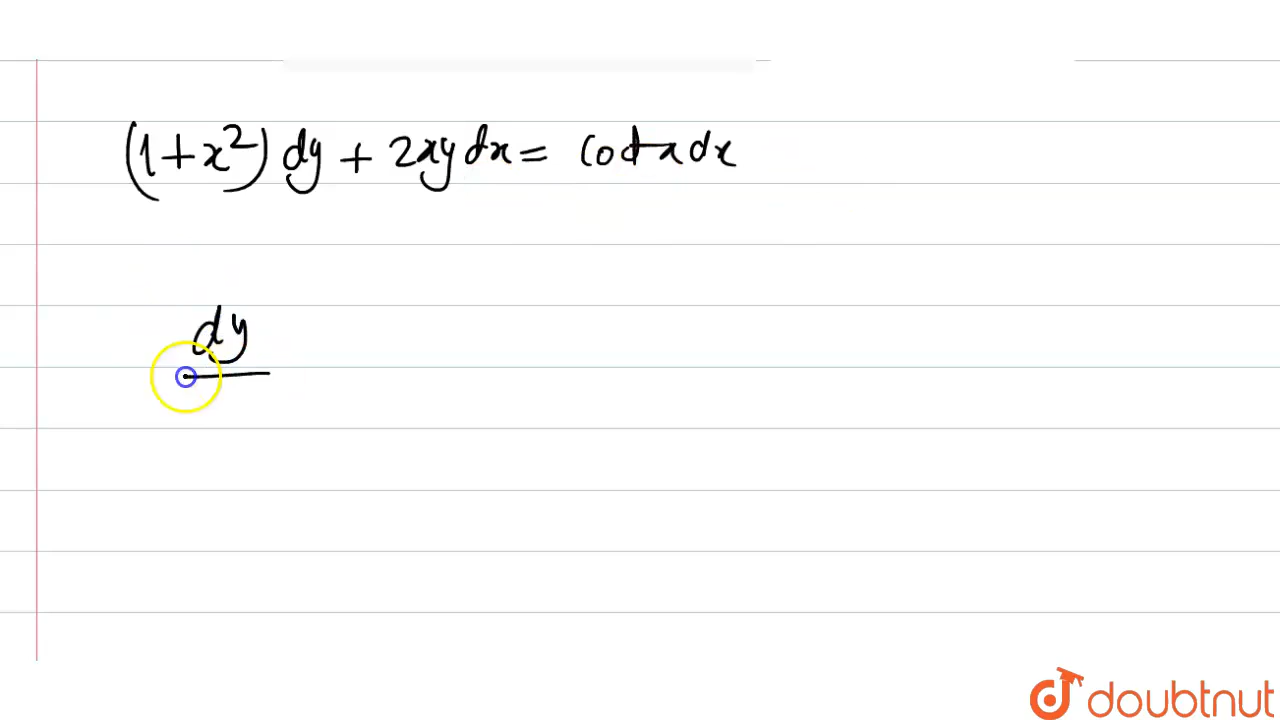 (1+x²) dy + 2xy dx = cot x dx
dy
doubtnut